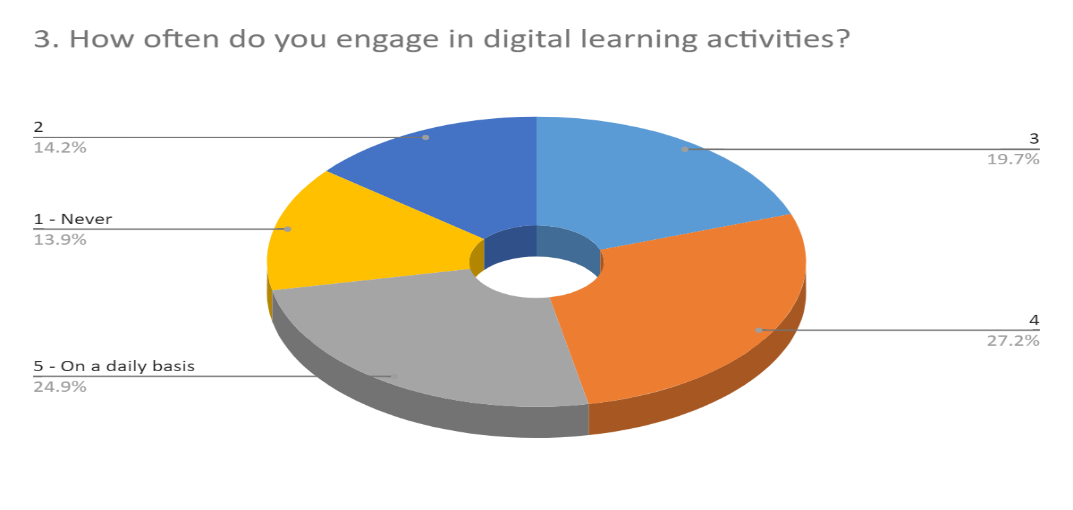 3. How often do you engage in digital learning activities?
2
14.2%
1 - Never
13.9%
5 - On a daily basis
24.9%
3
19.7%
4
27.2%